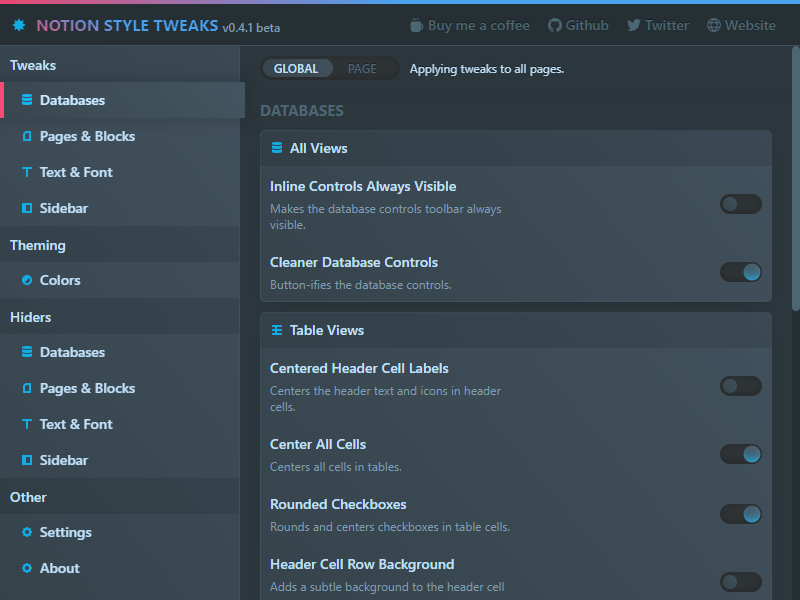 NOTION STYLE TWEAKS v0.4.1 beta
Buy me a coffee
Github
Twitter
Website
Tweaks
Databases
Pages & Blocks
Text & Font
Sidebar
Theming
Colors
Hiders
Databases
Pages & Blocks
Text & Font
Sidebar
Other
Settings
About
GLOBAL
PAGE
Applying tweaks to all pages.
DATABASES
All Views
Inline Controls Always Visible
Makes the database controls toolbar always
visible.
Cleaner Database Controls
Button-ifies the database controls.
Table Views
Centered Header Cell Labels
Centers the header text and icons in header
cells.
Center All Cells
Centers all cells in tables.
Rounded Checkboxes
Rounds and centers checkboxes in table cells.
Header Cell Row Background
Adds a subtle background to the header cell